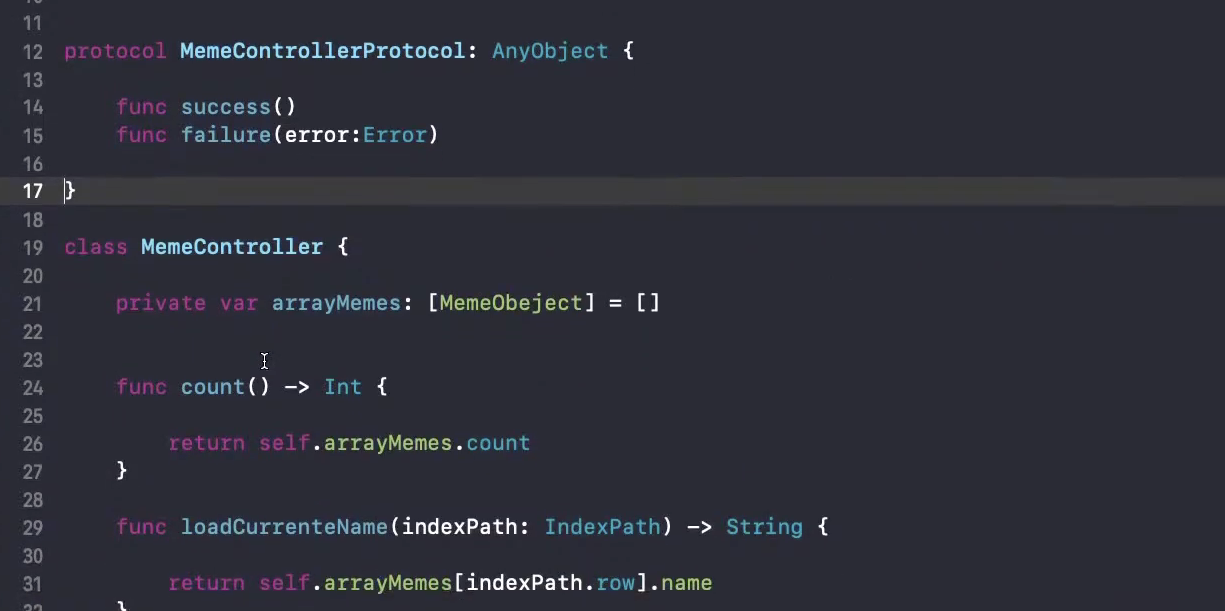 11
12 protocol MemeControllerProtocol: AnyObject {
13
14 func success()
15 func failure(error:Error)
16
17 }
18
19 class MemeController {
20
21 private var arrayMemes: [MemeObeject] = []
22
23
24 func count() -> Int {
25
26 return self.arrayMemes.count
27 }
28
29 func loadCurrenteName(indexPath: IndexPath) -> String {
30
31 return self.arrayMemes[indexPath.row].name